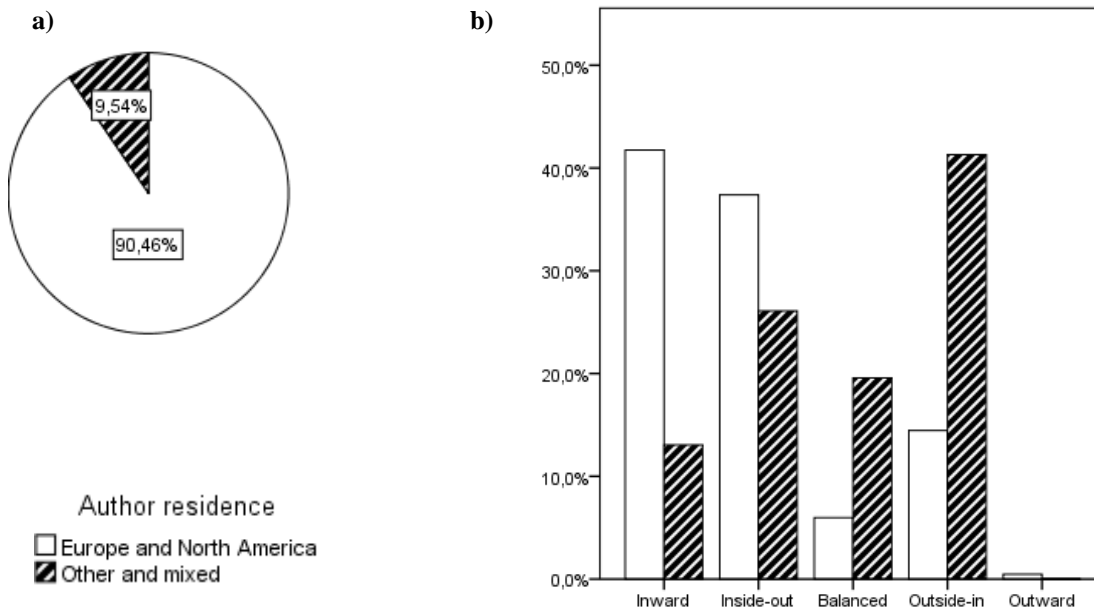 a)
9,54%
90,46%
Author residence
Europe and North America
Other and mixed
b)
50,0%
40,0%
30,0%
20,0%
10,0%
0,0%
Inward Inside-out Balanced Outside-in Outward